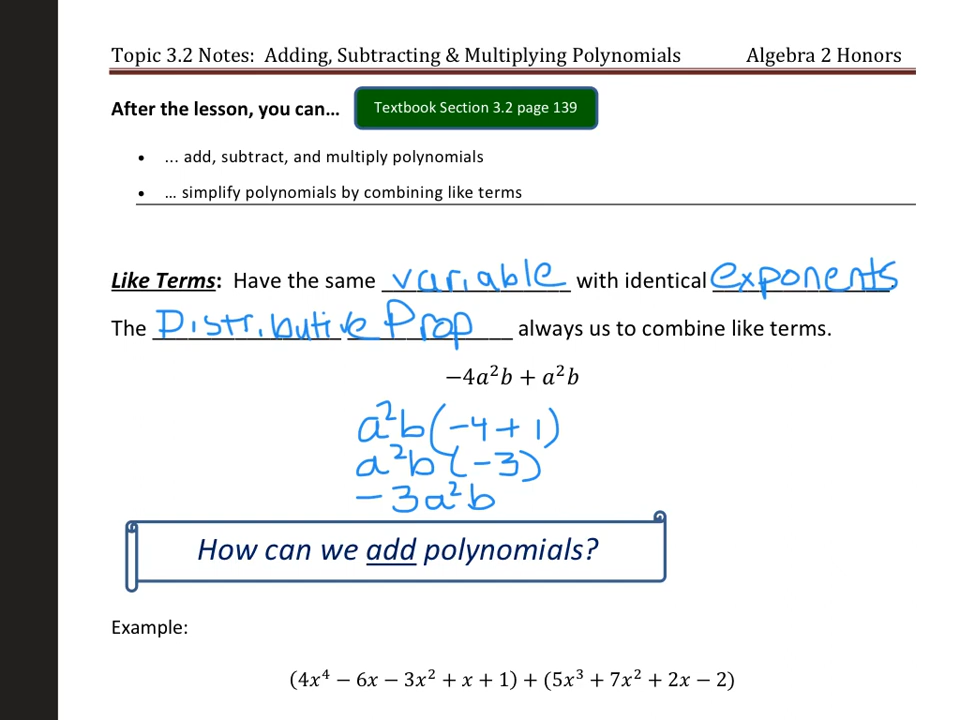 Topic 3.2 Notes: Adding, Subtracting & Multiplying Polynomials Algebra 2 Honors
After the lesson, you can… Textbook Section 3.2 page 139
• ... add, subtract, and multiply polynomials
• … simplify polynomials by combining like terms
Like Terms: Have the same variable with identical exponents.
The Distributive Prop always us to combine like terms.
−4a²b + a²b
a²b(-4+1)
a²b(-3)
-3a²b
How can we add polynomials?
Example:
(4x⁴ − 6x − 3x² + x + 1) + (5x³ + 7x² + 2x − 2)